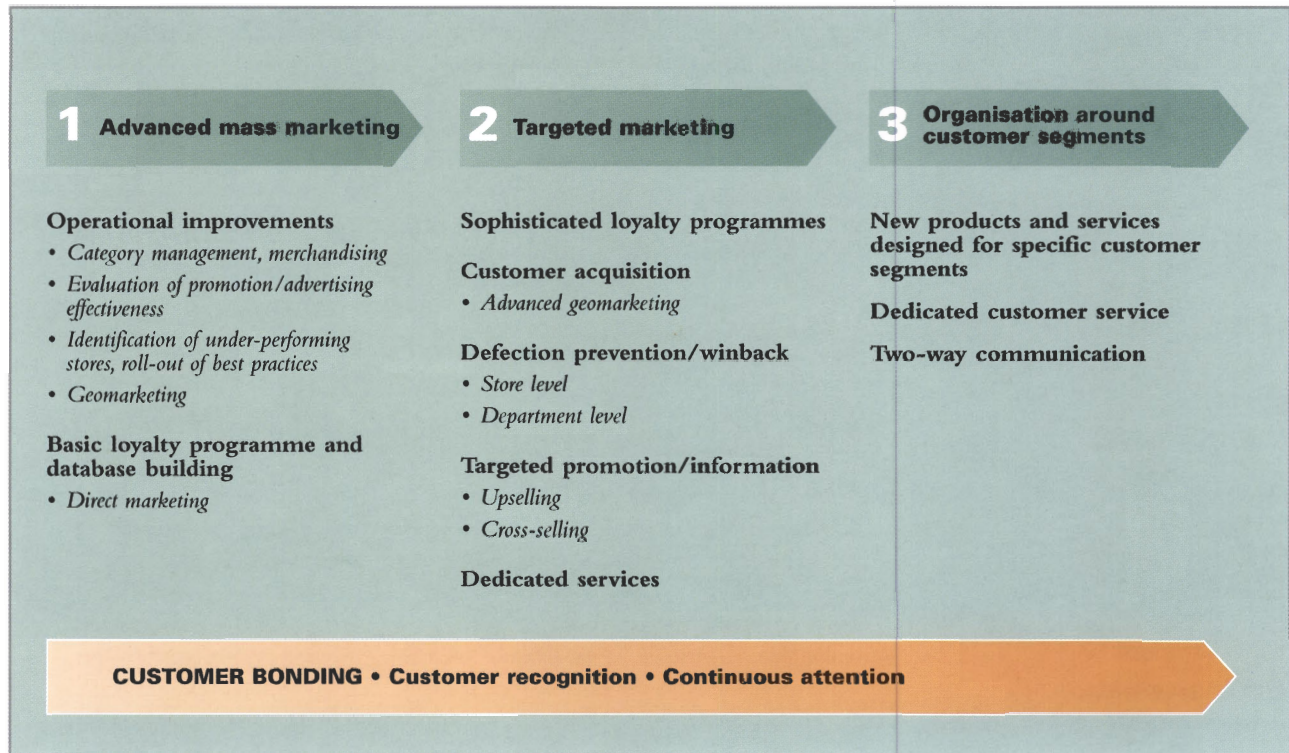 1 Advanced mass marketing
Operational improvements
• Category management, merchandising
• Evaluation of promotion/advertising
effectiveness
• Identification of under-performing
stores, roll-out of best practices
• Geomarketing
Basic loyalty programme and
database building
• Direct marketing
2 Targeted marketing
Sophisticated loyalty programmes
Customer acquisition
• Advanced geomarketing
Defection prevention/winback
• Store level
• Department level
Targeted promotion/information
• Upselling
• Cross-selling
Dedicated services
3 Organisation around
customer segments
New products and services
designed for specific customer
segments
Dedicated customer service
Two-way communication
CUSTOMER BONDING • Customer recognition • Continuous attention